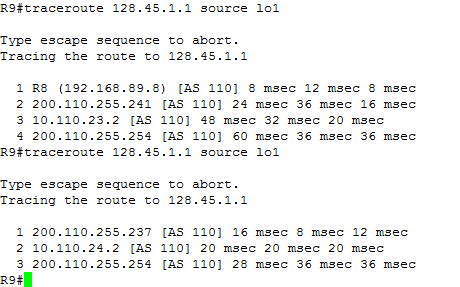 R9#traceroute 128.45.1.1 source lo1
Type escape sequence to abort.
Tracing the route to 128.45.1.1
1 R8 (192.168.89.8) [AS 110] 8 msec 12 msec 8 msec
2 200.110.255.241 [AS 110] 24 msec 36 msec 16 msec
3 10.110.23.2 [AS 110] 48 msec 32 msec 20 msec
4 200.110.255.254 [AS 110] 60 msec 36 msec 36 msec
R9#traceroute 128.45.1.1 source lo1
Type escape sequence to abort.
Tracing the route to 128.45.1.1
1 200.110.255.237 [AS 110] 16 msec 8 msec 12 msec
2 10.110.24.2 [AS 110] 20 msec 20 msec 20 msec
3 200.110.255.254 [AS 110] 28 msec 36 msec 36 msec
R9#